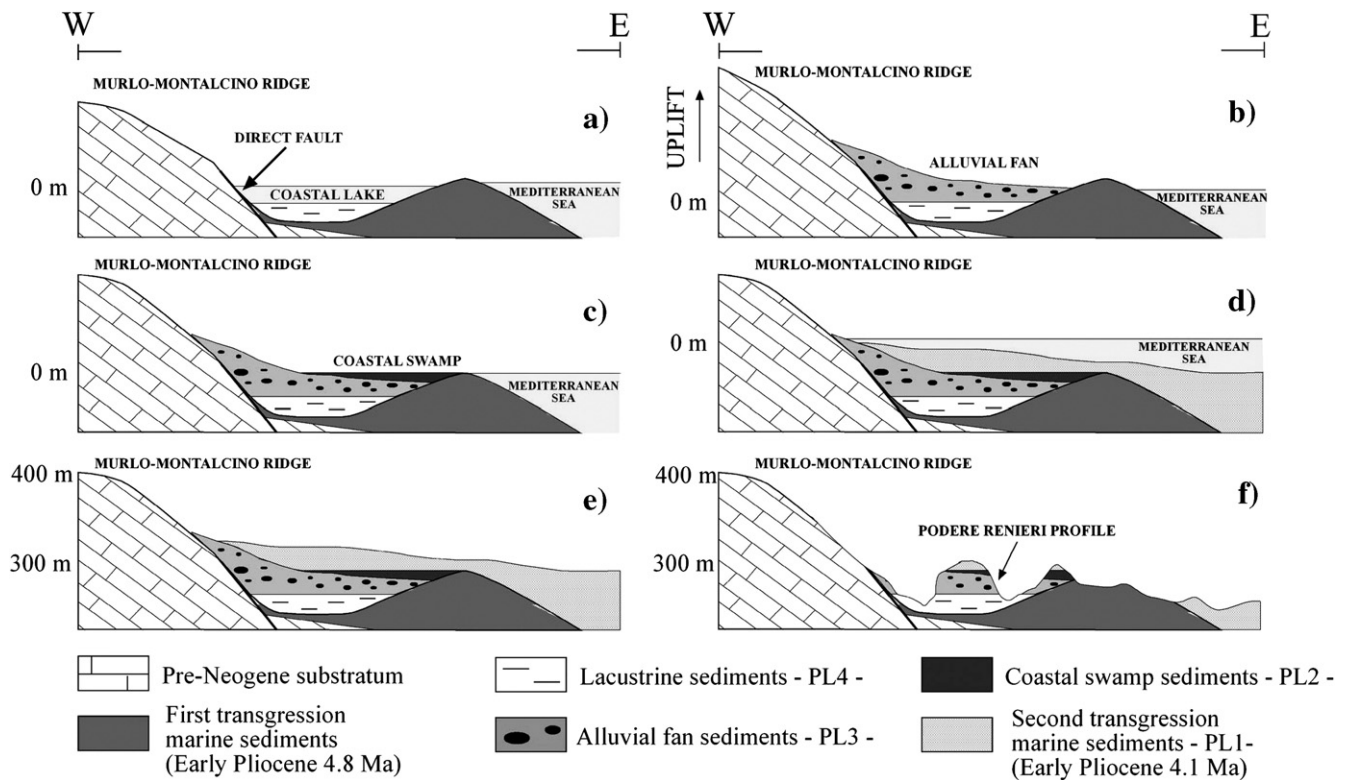 W
E
MURLO-MONTALCINO RIDGE
a)
DIRECT FAULT
0 m
COASTAL LAKE
MEDITERRANEAN
SEA
W
E
MURLO-MONTALCINO RIDGE
b)
UPLIFT
ALLUVIAL FAN
0 m
MEDITERRANEAN
SEA
MURLO-MONTALCINO RIDGE
c)
COASTAL SWAMP
0 m
MEDITERRANEAN
SEA
MURLO-MONTALCINO RIDGE
d)
0 m
MEDITERRANEAN
SEA
MURLO-MONTALCINO RIDGE
400 m
e)
300 m
MURLO-MONTALCINO RIDGE
400 m
f)
PODERE RENIERI PROFILE
300 m
Pre-Neogene substratum
Lacustrine sediments - PL4 -
Coastal swamp sediments - PL2 -
First transgression
marine sediments
(Early Pliocene 4.8 Ma)
Alluvial fan sediments - PL3 -
Second transgression
marine sediments - PL1-
(Early Pliocene 4.1 Ma)